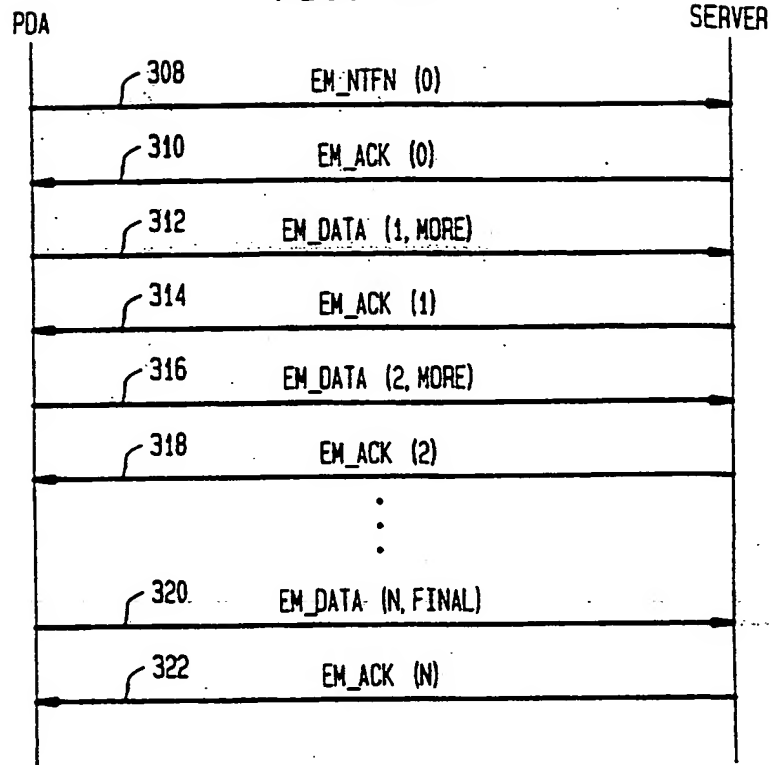 PDA SERVER
308 EM_NTFN (0)
310 EM_ACK (0)
312 EM_DATA (1, MORE)
314 EM_ACK (1)
316 EM_DATA (2, MORE)
318 EM_ACK (2)
320 EM_DATA (N, FINAL)
322 EM_ACK (N)